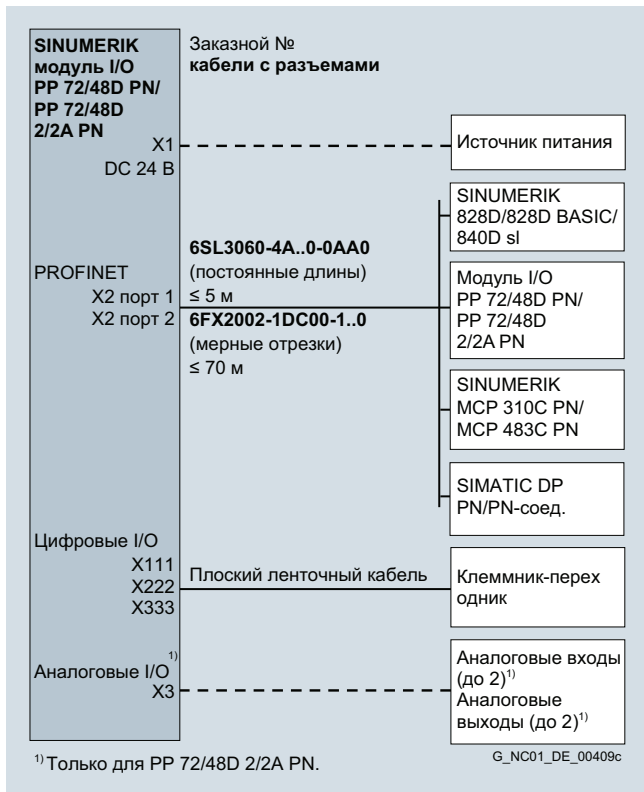 SINUMERIK
модуль I/O
PP 72/48D PN/
PP 72/48D
2/2A PN
Заказной №
кабели с разъемами
X1
DC 24 В
Источник питания
SINUMERIK
828D/828D BASIC/
840D sl
PROFINET
X2 порт 1
X2 порт 2
6SL3060-4A..0-0AA0
(постоянные длины)
≤ 5 м
6FX2002-1DC00-1..0
(мерные отрезки)
≤ 70 м
Модуль I/O
PP 72/48D PN/
PP 72/48D
2/2A PN
SINUMERIK
MCP 310C PN/
MCP 483C PN
SIMATIC DP
PN/PN-соед.
Цифровые I/O
X111
X222
X333
Плоский ленточный кабель
Клеммник-перех
одник
Аналоговые I/O 1)
X3
Аналоговые входы
(до 2)1)
Аналоговые
выходы (до 2)1)
1) Только для PP 72/48D 2/2A PN.
G_NC01_DE_00409c